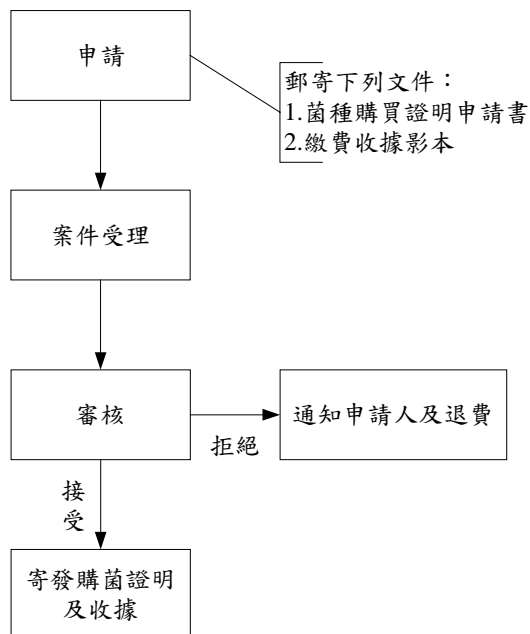 申請
郵寄下列文件：
1.菌種購買證明申請書
2.繳費收據影本
案件受理
審核
拒絕
通知申請人及退費
接
受
寄發購菌證明
及收據